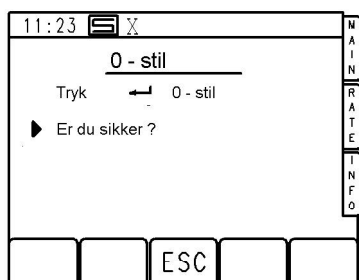 11:23 S X
0 - stil
Tryk ↵ 0 - stil
Er du sikker ?
MAIN
RATE
INFO
ESC